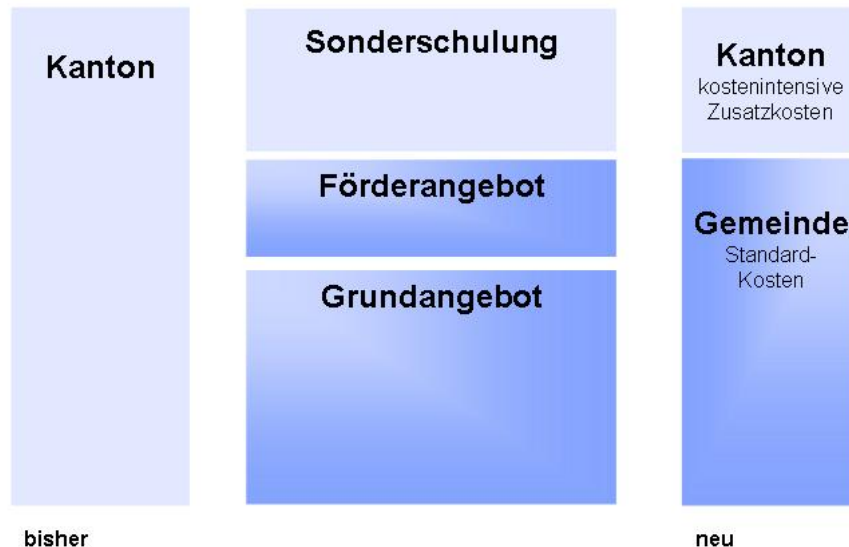 Kanton
Sonderschulung
Förderangebot
Grundangebot
Kanton
kostenintensive
Zusatzkosten
Gemeinde
Standard-
Kosten
bisher
neu